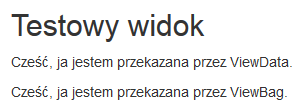 Testowy widok
Cześć, ja jestem przekazana przez ViewData.
Cześć, ja jestem przekazana przez ViewBag.